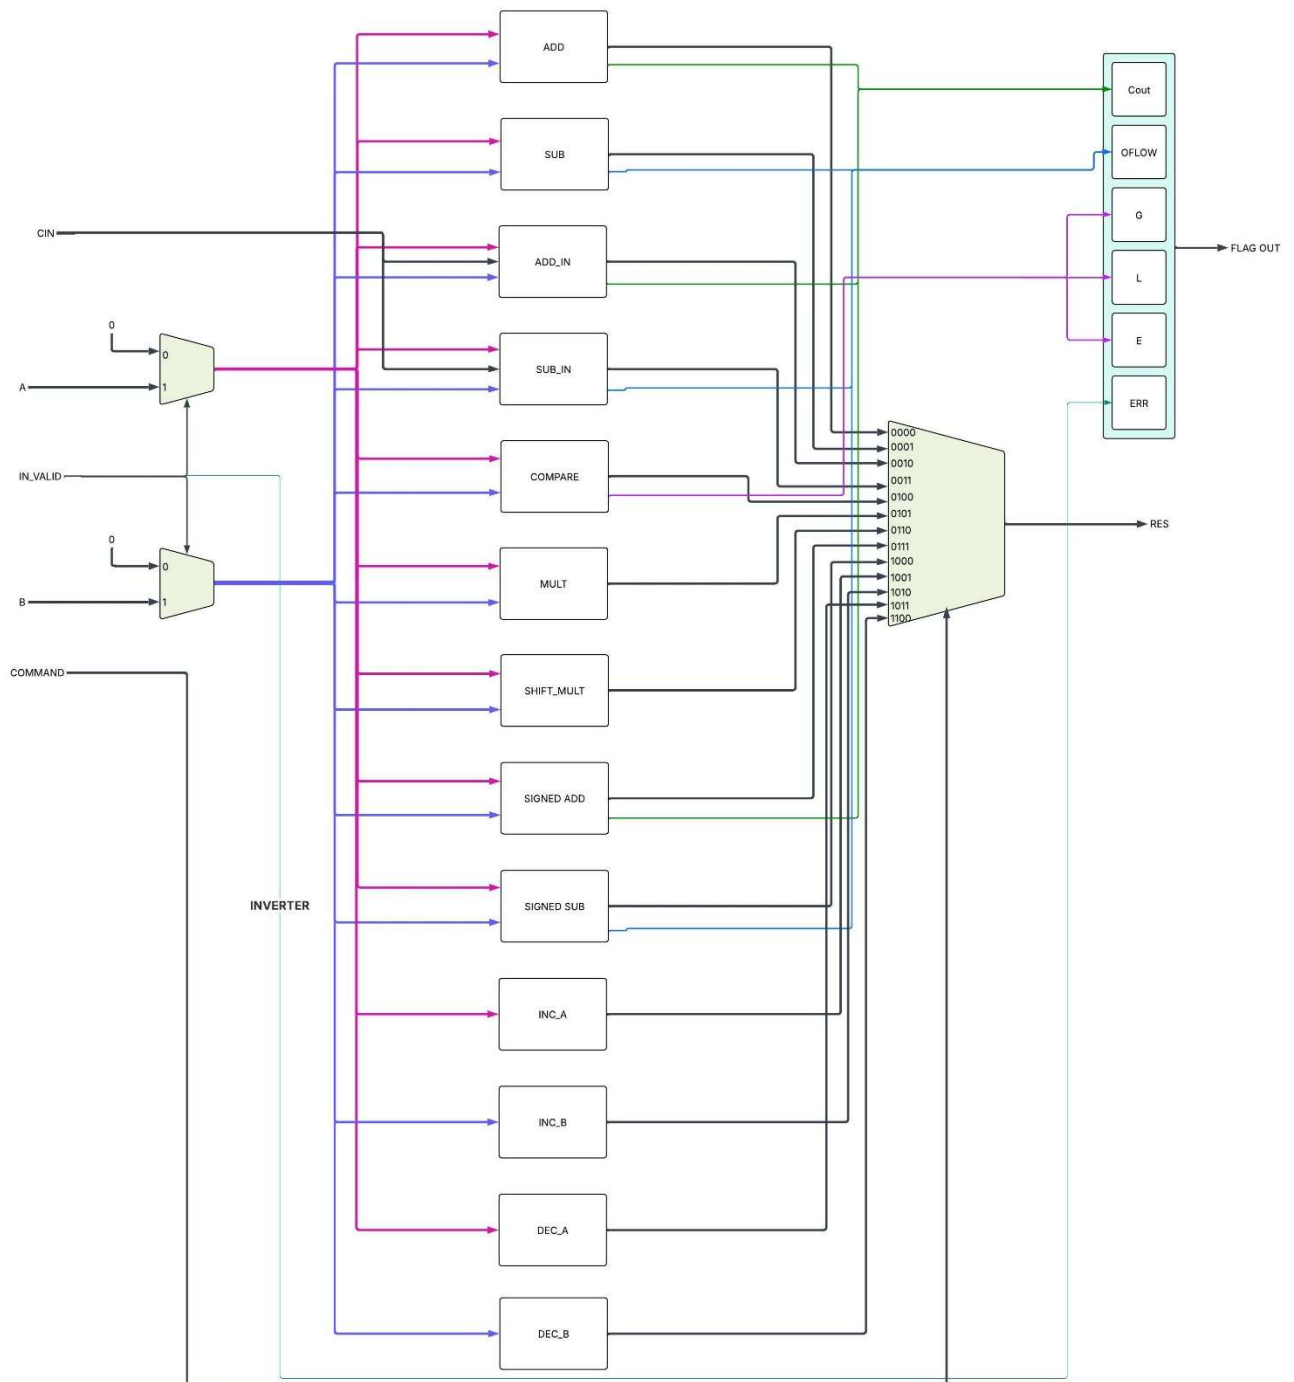 ADD
Cout
OFLOW
SUB
G
CIN
FLAG OUT
ADD_IN
L
0
0
E
SUB_IN
A
1
ERR
0000
0001
0010
IN_VALID
COMPARE
0011
0100
0101
RES
0110
0
0111
0
1000
MULT
1001
1010
B
1
1011
1100
COMMAND
SHIFT_MULT
SIGNED ADD
INVERTER
SIGNED SUB
INC_A
INC_B
DEC_A
DEC_B